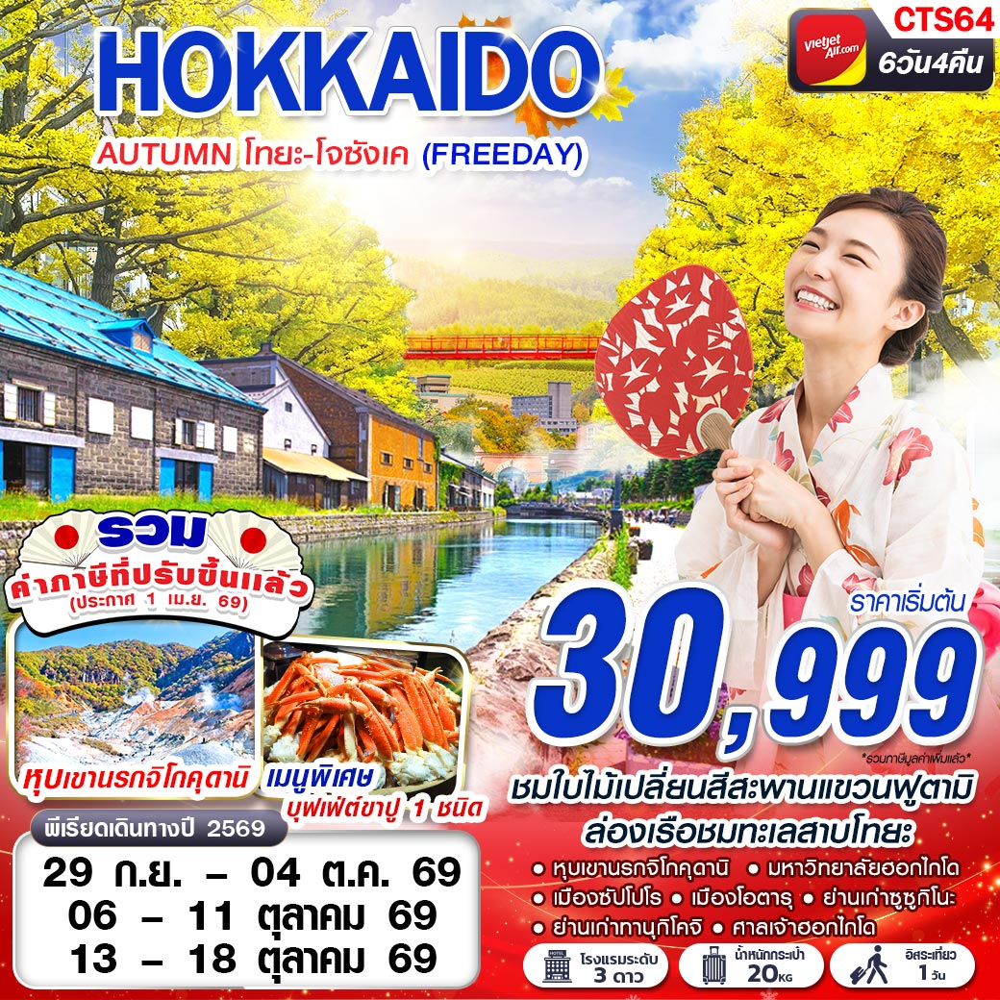 HOKKAIDO
AUTUMN โทยะ-โจซังเค (FREEDAY)
Vietjet
Air.com
CTS64
6วัน4คืน
รวม
ค่าภาษีที่ปรับขึ้นแล้ว
(ประกาศ 1 เม.ย. 69)
หุบเขานรกจิโกคุดานิ
เมนูพิเศษ
บุฟเฟ่ต์ขาปู 1 ชนิด
ราคาเริ่มต้น
30,999
*รวมภาษีมูลค่าเพิ่มแล้ว*
ชมใบไม้เปลี่ยนสีสะพานแขวนฟูตามิ
ล่องเรือชมทะเลสาบโทยะ
• หุบเขานรกจิโกคุดานิ • มหาวิทยาลัยฮอกไกโด
• เมืองซัปโปโร • เมืองโอตารุ • ย่านเก่าซูซูกิโนะ
• ย่านเก่าทานุกิโคจิ • ศาลเจ้าฮอกไกโด
พีเรียดเดินทางปี 2569
29 ก.ย. – 04 ต.ค. 69
06 – 11 ตุลาคม 69
13 – 18 ตุลาคม 69
HOTEL
โรงแรมระดับ
3 ดาว
น้ำหนักกระเป๋า
20KG
อิสระเที่ยว
1 วัน